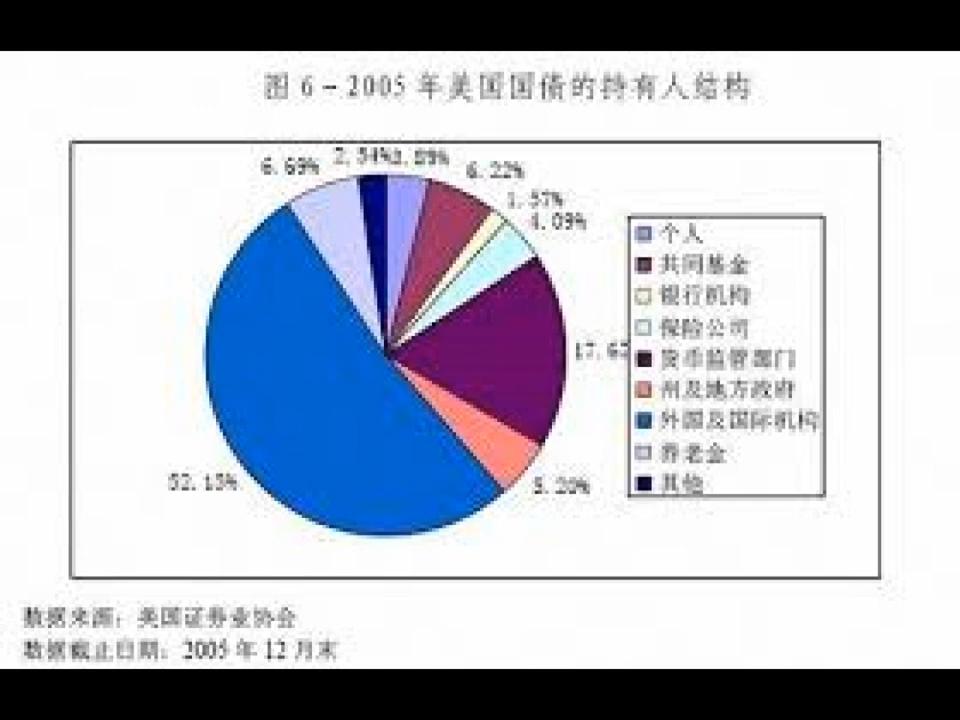 图 6－2005 年美国国债的持有人结构
6.69%
2.54%
3.89%
6.22%
1.57%
4.09%
17.62
5.20%
52.15%
个人
共同基金
银行机构
保险公司
货币监管部门
州及地方政府
外国及国际机构
养老金
其他
数据来源：美国证券业协会
数据截止日期：2005 年 12 月末